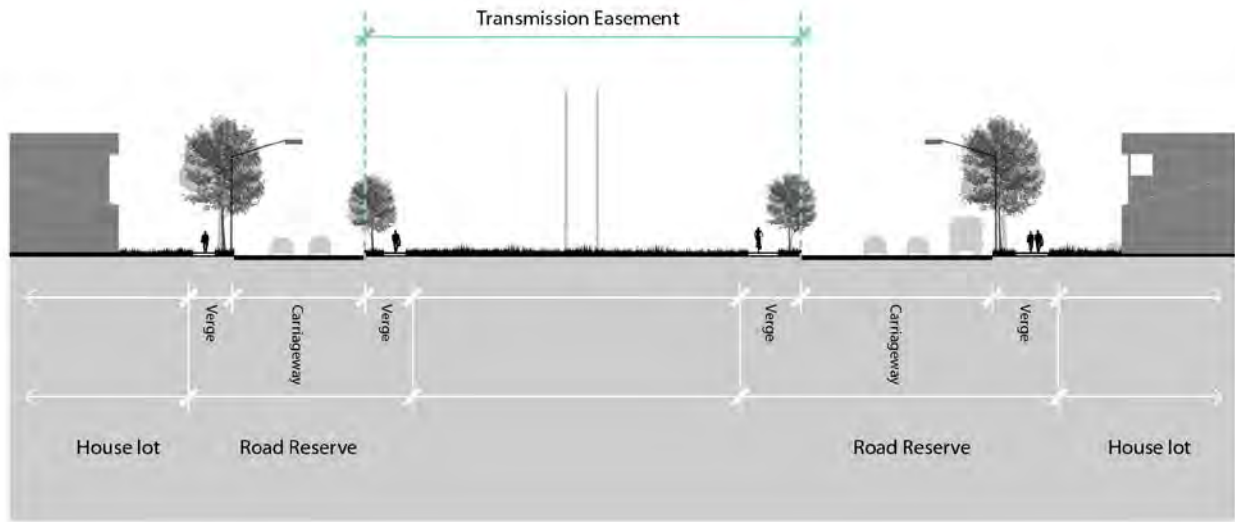 Transmission Easement
Verge
Carriageway
Verge
Verge
Carriageway
Verge
House lot
Road Reserve
Road Reserve
House lot